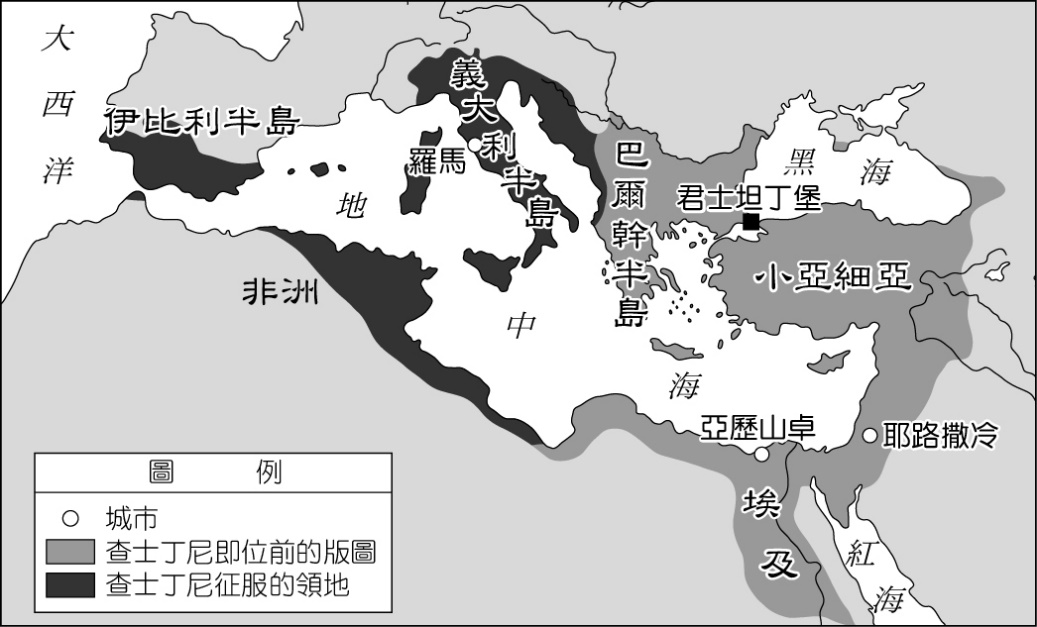 大西洋
伊比利半島
義大利半島
羅馬
地中海
非洲
巴爾幹半島
君士坦丁堡
黑海
小亞細亞
亞歷山卓
耶路撒冷
埃及
紅海
圖例
城市
查士丁尼即位前的版圖
查士丁尼征服的領地